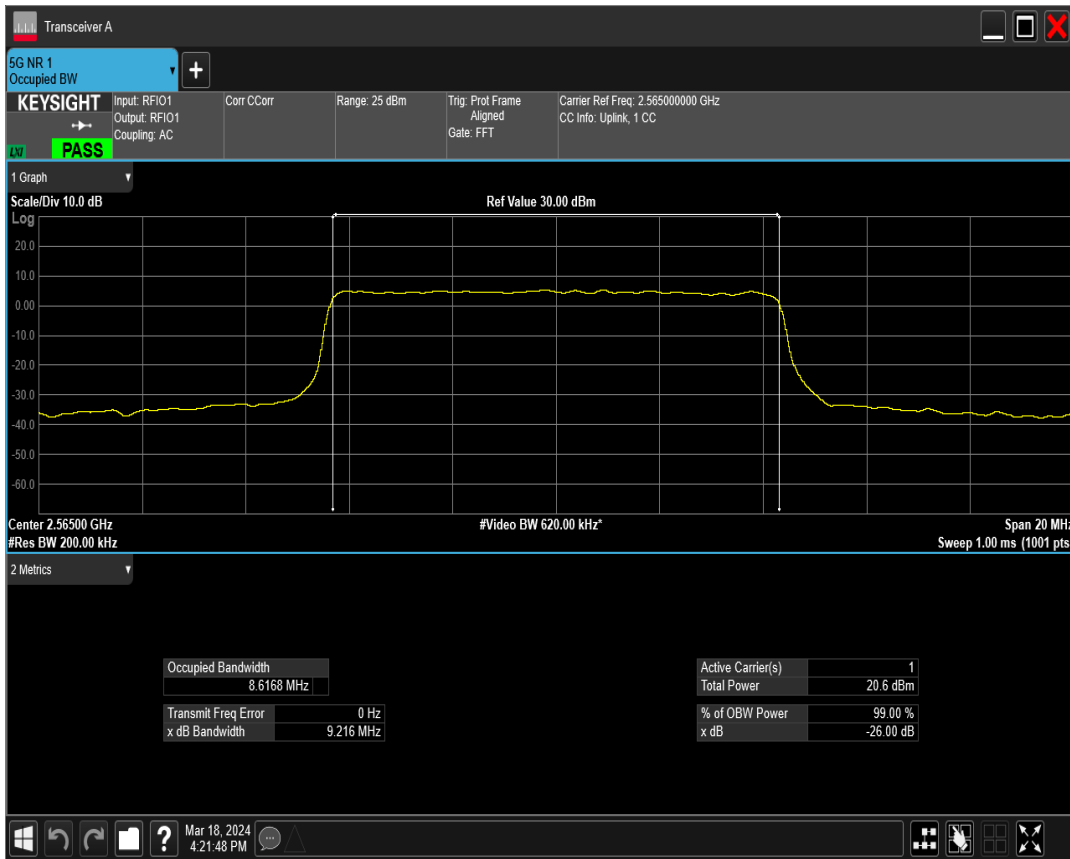 Transceiver A
5G NR 1
Occupied BW
KEYSIGHT
LXI
PASS
Input: RFIO1
Output: RFIO1
Coupling: AC
Corr CCorr
Range: 25 dBm
Trig: Prot Frame
Aligned
Gate: FFT
Carrier Ref Freq: 2.565000000 GHz
CC Info: Uplink, 1 CC
1 Graph
Scale/Div 10.0 dB
Ref Value 30.00 dBm
Log
20.0
10.0
0.00
-10.0
-20.0
-30.0
-40.0
-50.0
-60.0
Center 2.56500 GHz
#Video BW 620.00 kHz*
Span 20 MHz
#Res BW 200.00 kHz
Sweep 1.00 ms (1001 pts
2 Metrics
Occupied Bandwidth
8.6168 MHz
Transmit Freq Error 0 Hz
x dB Bandwidth 9.216 MHz
Active Carrier(s) 1
Total Power 20.6 dBm
% of OBW Power 99.00 %
x dB -26.00 dB
?
Mar 18, 2024
4:21:48 PM